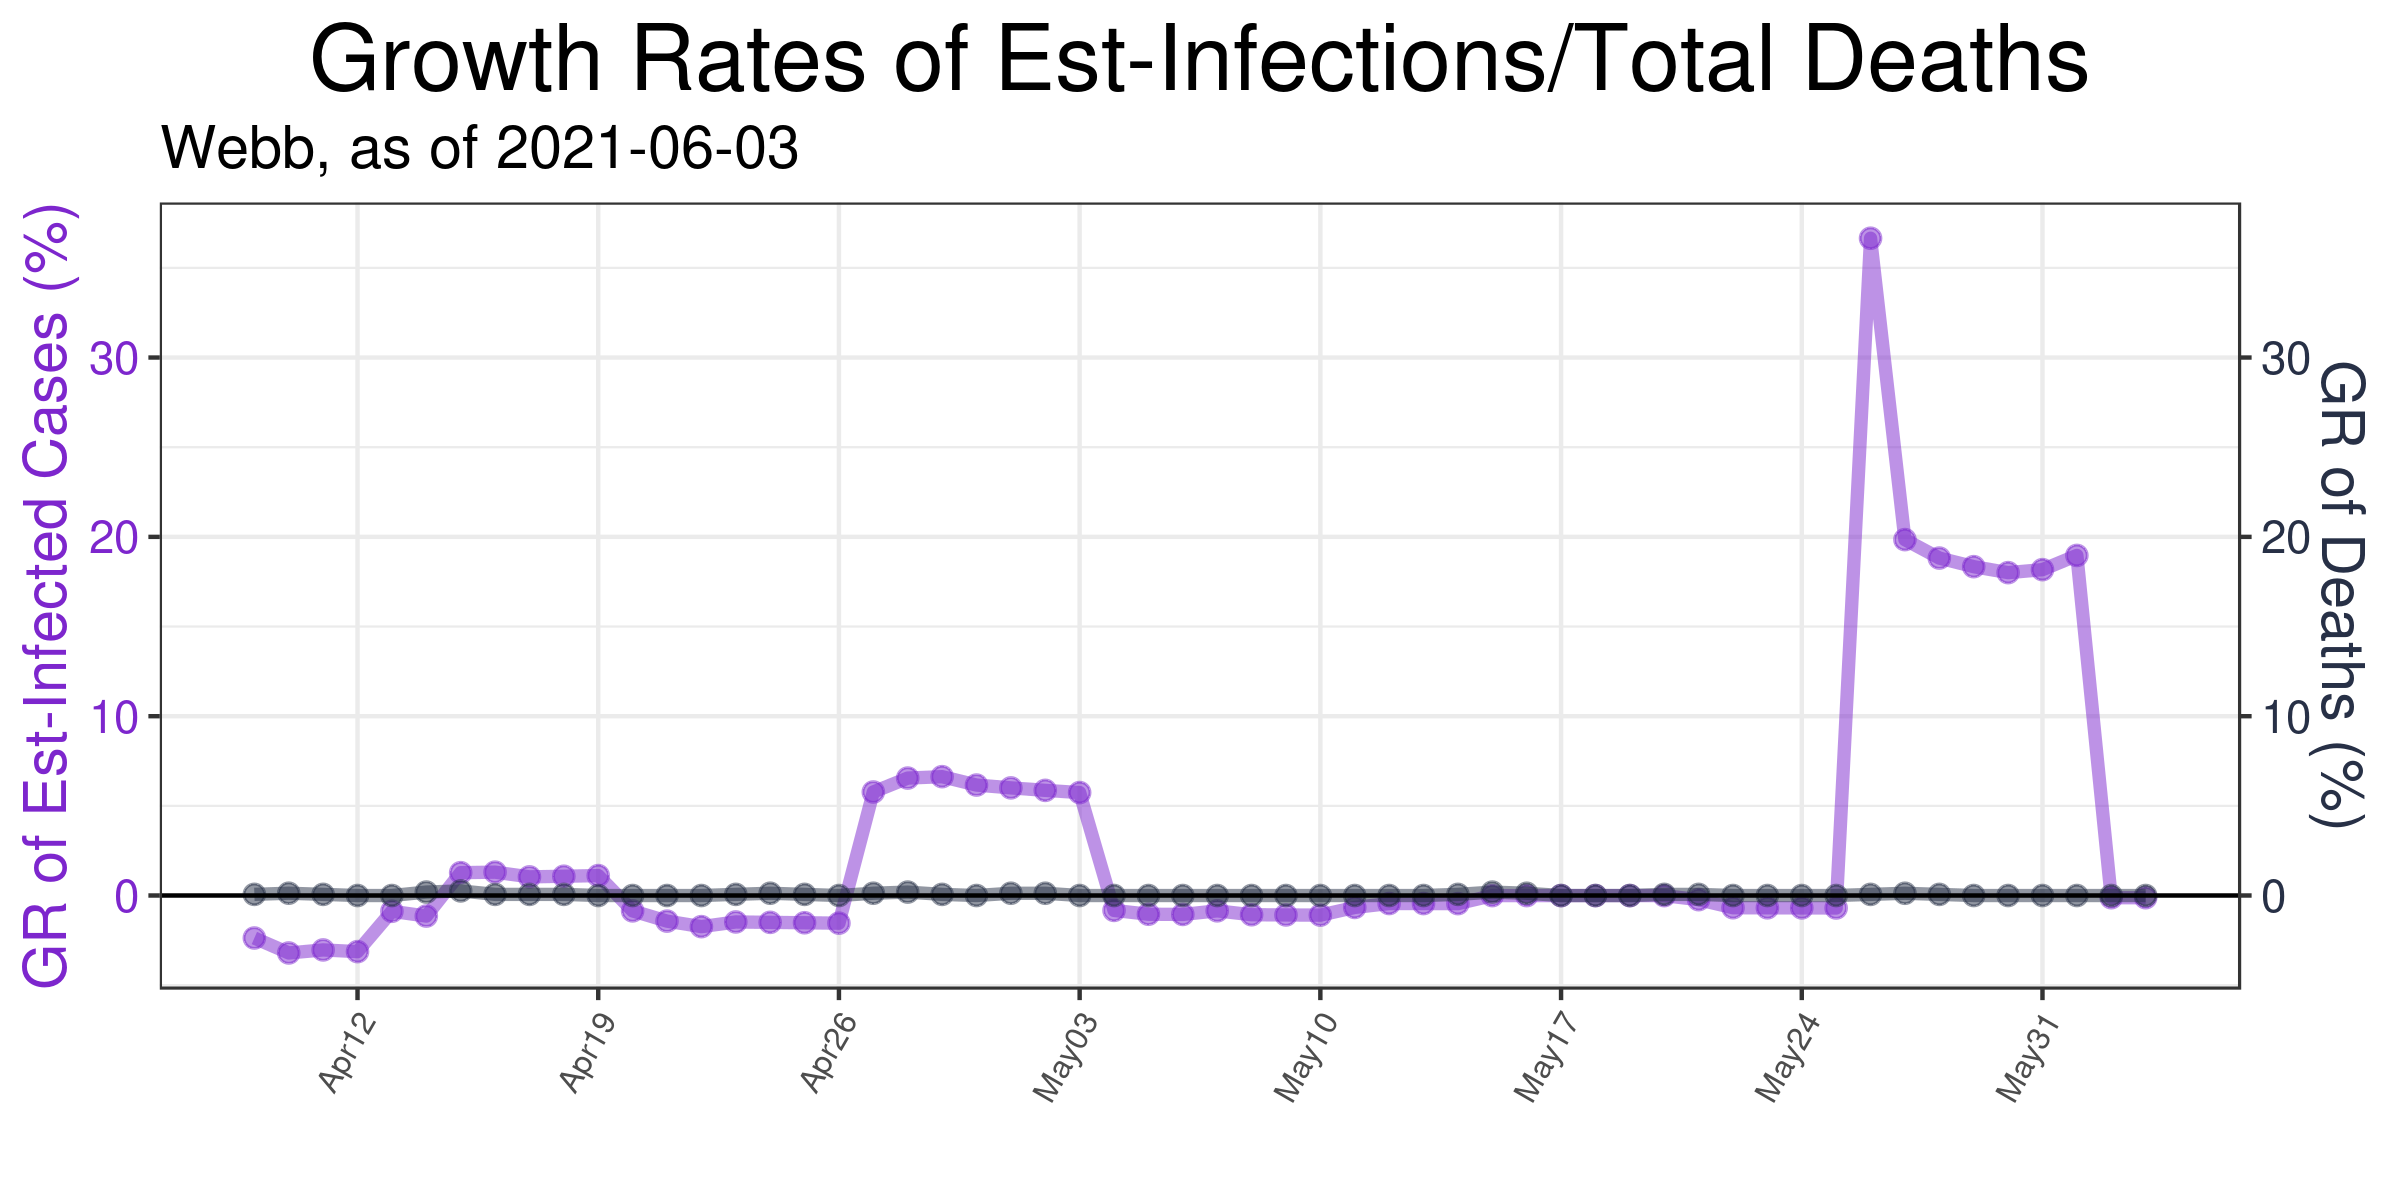 Growth Rates of Est-Infections/Total Deaths
Webb, as of 2021-06-03
GR of Est-Infected Cases (%)
30
20
10
0
30
20
10
0
GR of Deaths (%)
Apr12
Apr19
Apr26
May03
May10
May17
May24
May31